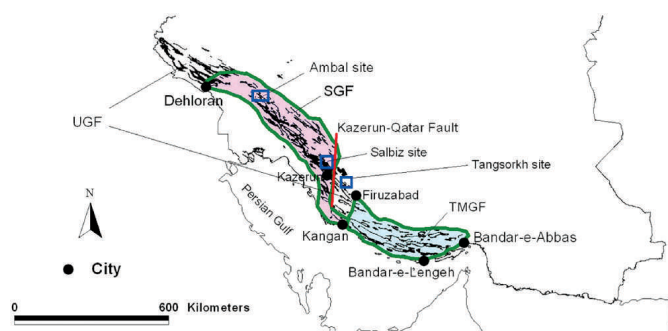 Ambal site
SGF
Dehloran
UGF
Kazerun-Qatar Fault
Salbiz site
Tangsorkh site
Kazerun
Firuzabad
N
Persian Gulf
TMGF
Kangan
Bandar-e-Abbas
City
Bandar-e-Lengeh
0 600 Kilometers